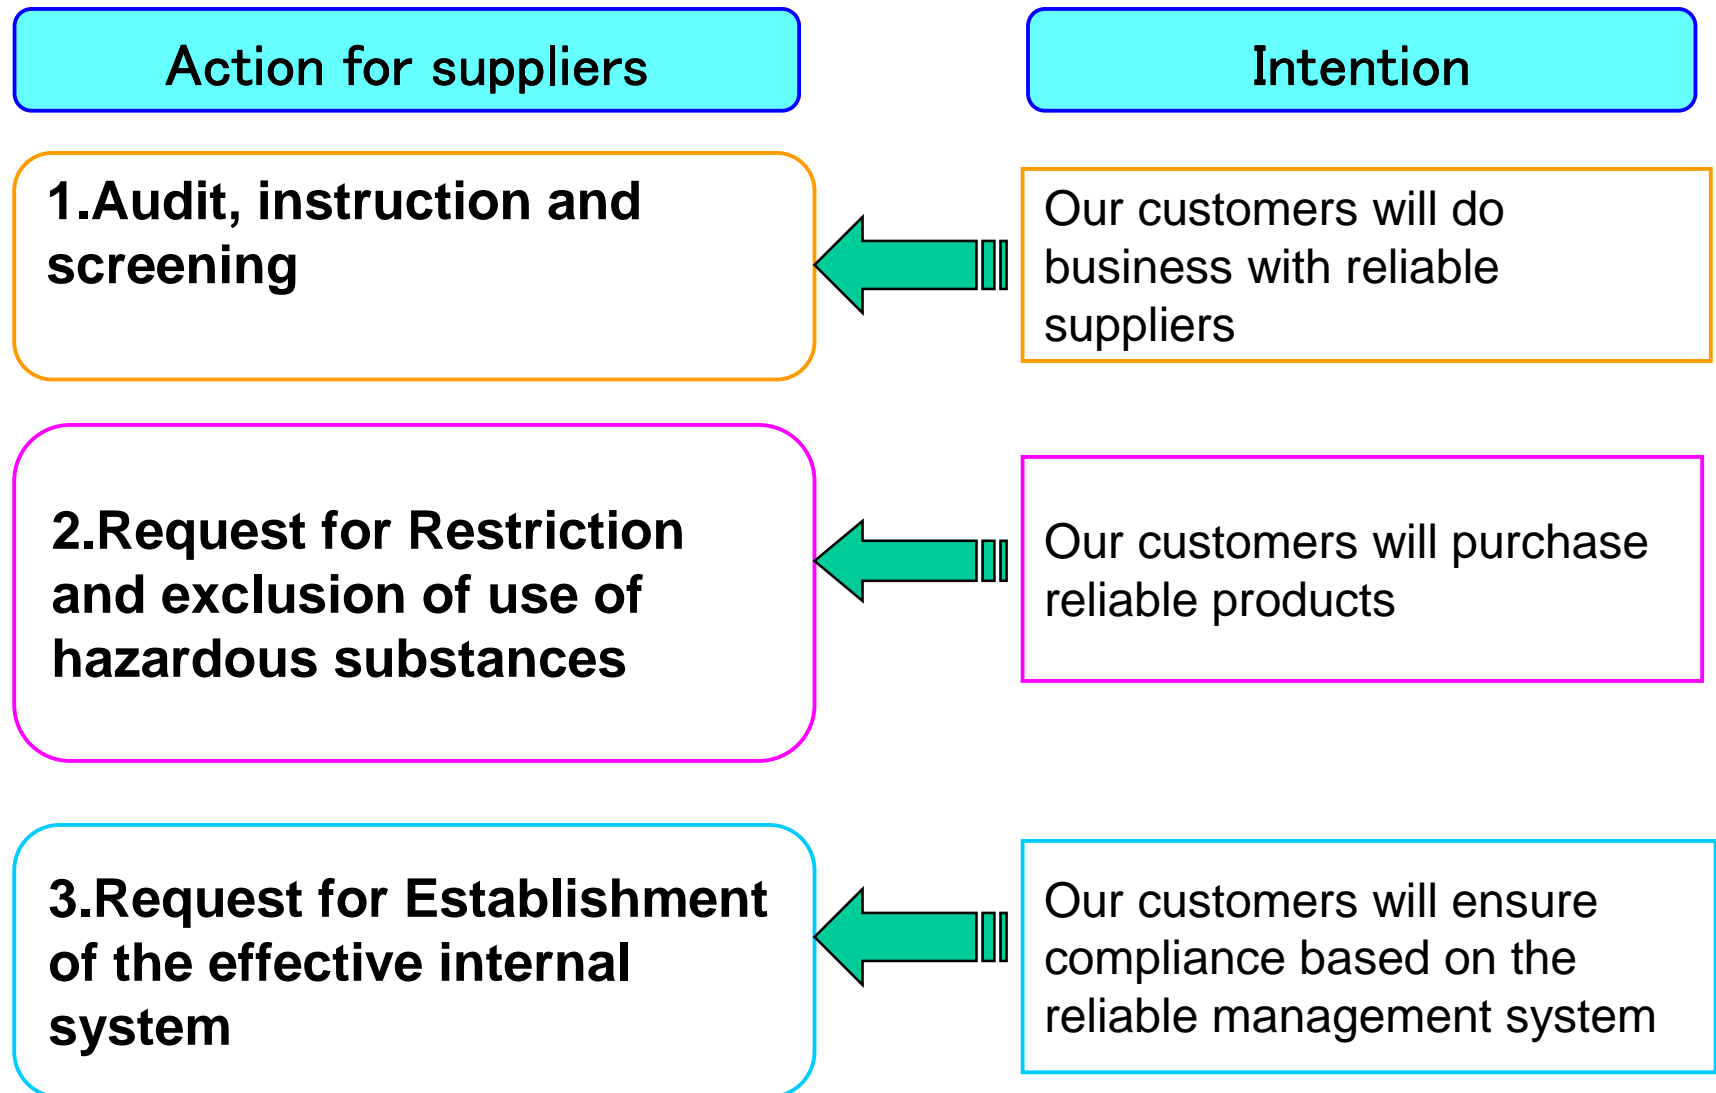 Action for suppliers
Intention
1.Audit, instruction and
screening
Our customers will do
business with reliable
suppliers
2.Request for Restriction
and exclusion of use of
hazardous substances
Our customers will purchase
reliable products
3.Request for Establishment
of the effective internal
system
Our customers will ensure
compliance based on the
reliable management system